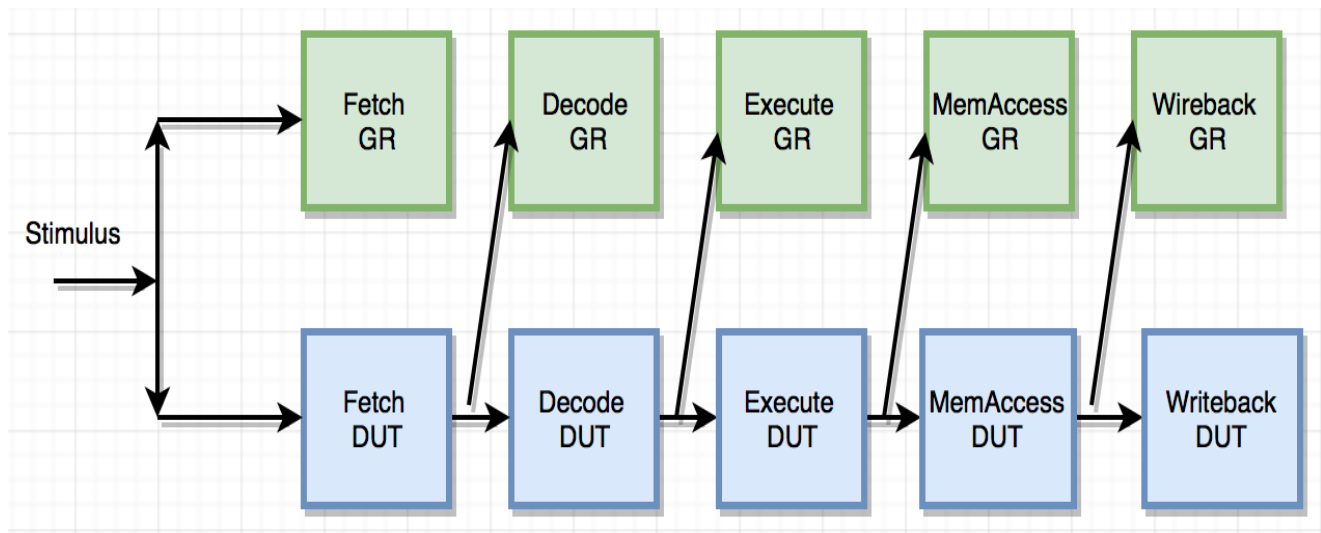 Fetch
GR
Decode
GR
Execute
GR
MemAccess
GR
Wireback
GR
Stimulus
Fetch
DUT
Decode
DUT
Execute
DUT
MemAccess
DUT
Writeback
DUT